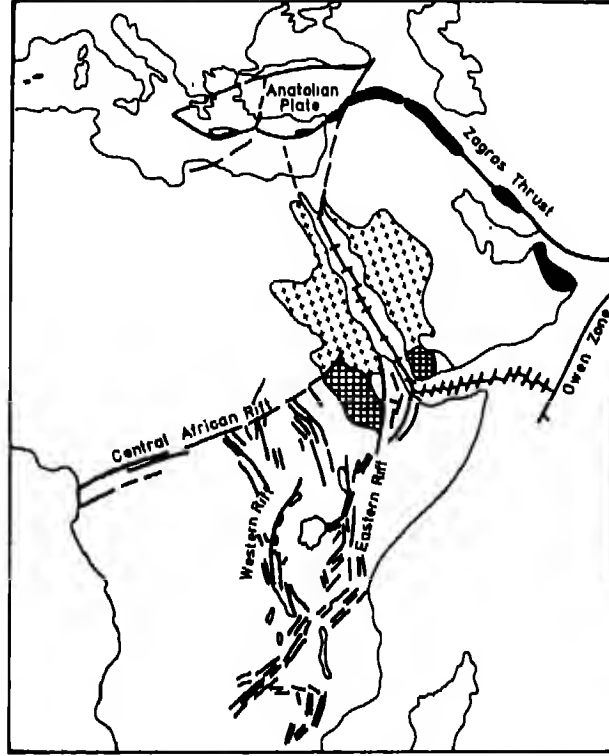 Anatolian
Plate
Zagros Thrust
Owen Zone
Central African Rift
Western Rift
Eastern Rift